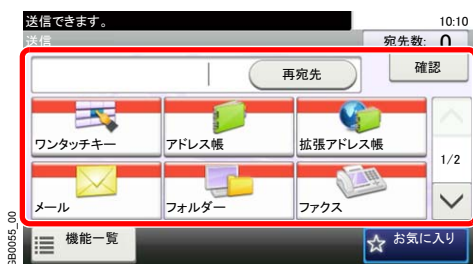 送信できます。 10:10
送信 宛先数: 0
再宛先 確認
ワンタッチキー アドレス帳 拡張アドレス帳
1/2
メール フォルダー ファクス
機能一覧 お気に入り
GB0055_00